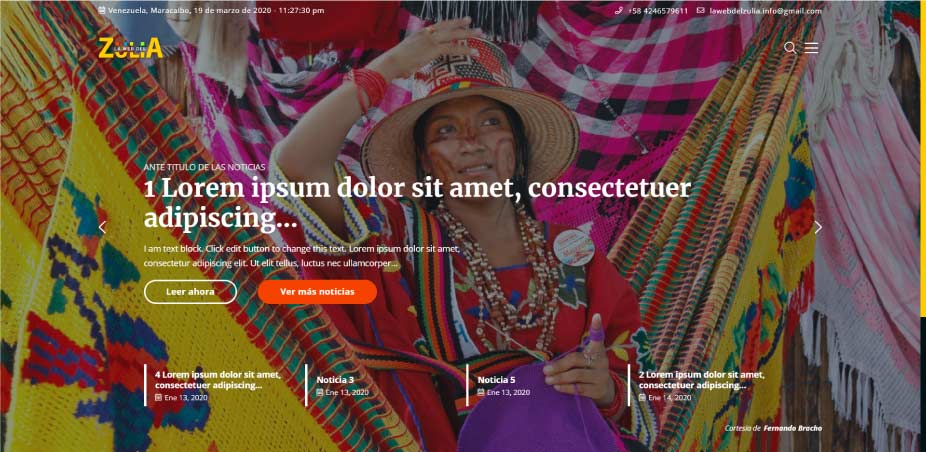 Venezuela, Maracaibo, 19 de marzo de 2020 - 11:27:30 pm
+58 4246579611 lawebdelzulia.info@gmail.com
ZULIA
LA WEB DEL
ANTE TITULO DE LAS NOTICIAS
1 Lorem ipsum dolor sit amet, consectetuer
adipiscing...
I am text block. Click edit button to change this text. Lorem ipsum dolor sit amet,
consectetur adipiscing elit. Ut elit tellus, luctus nec ullamcorper...
Leer ahora Ver más noticias
4 Lorem ipsum dolor sit amet,
consectetuer adipiscing...
Ene 13, 2020
Noticia 3
Ene 13, 2020
Noticia 5
Ene 13, 2020
2 Lorem ipsum dolor sit amet,
consectetuer adipiscing...
Ene 14, 2020
Cortesía de Fernando Bracho